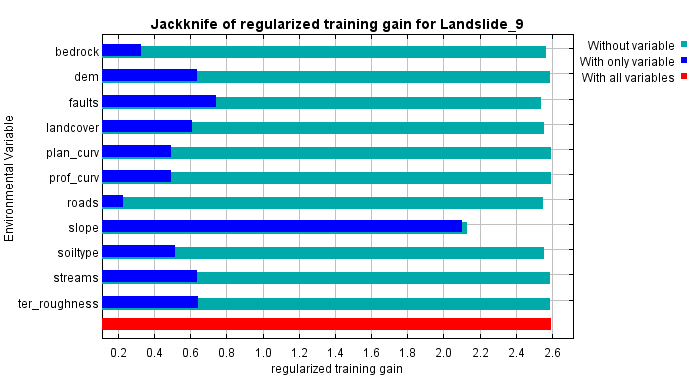 Jackknife of regularized training gain for Landslide_9
Without variable
With only variable
With all variables
Environmental Variable
bedrock
dem
faults
landcover
plan_curv
prof_curv
roads
slope
soiltype
streams
ter_roughness
0.2 0.4 0.6 0.8 1.0 1.2 1.4 1.6 1.8 2.0 2.2 2.4 2.6
regularized training gain